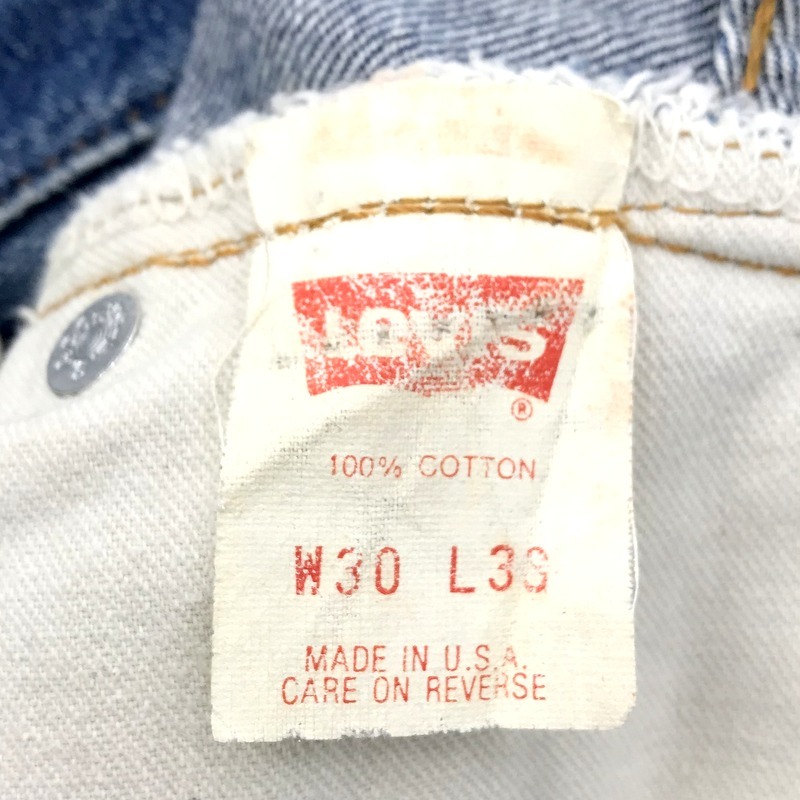 LEVI'S
®
100% COTTON
W30 L36
MADE IN U.S.A.
CARE ON REVERSE